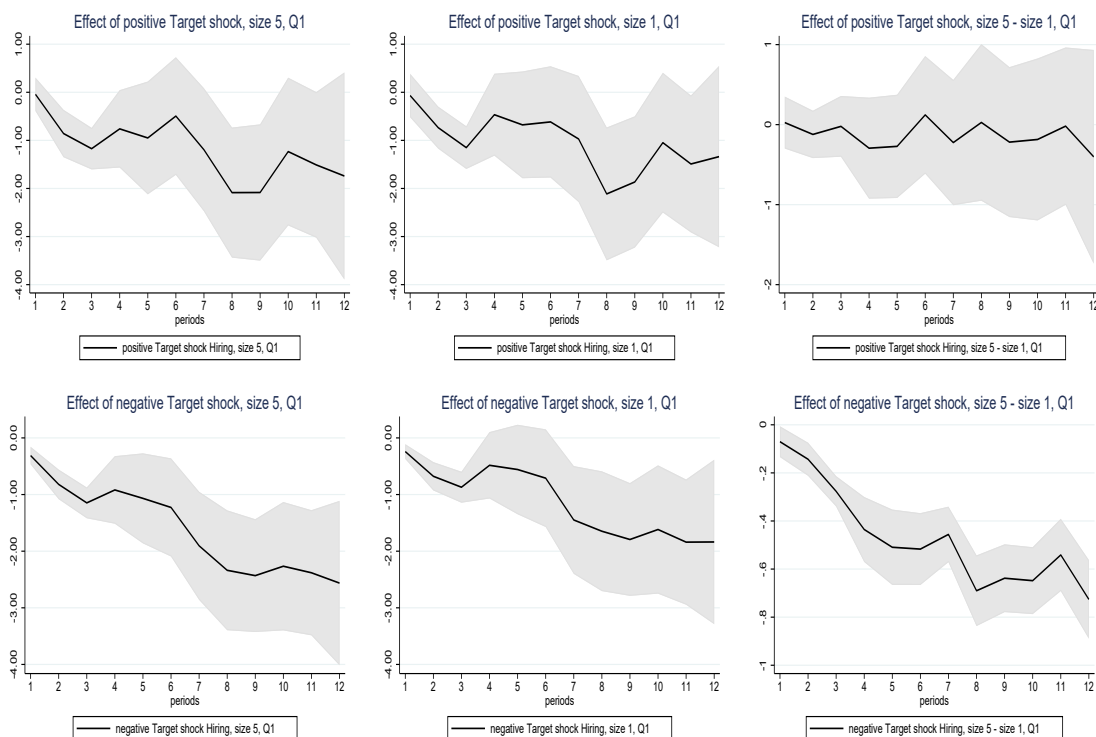 Effect of positive Target shock, size 5, Q1
1.00
0.00
-1.00
-2.00
-3.00
-4.00
1 2 3 4 5 6 7 8 9 10 11 12
periods
positive Target shock Hiring, size 5, Q1
Effect of positive Target shock, size 1, Q1
1.00
0.00
-1.00
-2.00
-3.00
-4.00
1 2 3 4 5 6 7 8 9 10 11 12
periods
positive Target shock Hiring, size 1, Q1
Effect of positive Target shock, size 5 - size 1, Q1
1
0
-1
-2
1 2 3 4 5 6 7 8 9 10 11 12
periods
positive Target shock Hiring, size 5 - size 1, Q1
Effect of negative Target shock, size 5, Q1
0.00
-1.00
-2.00
-3.00
-4.00
1 2 3 4 5 6 7 8 9 10 11 12
periods
negative Target shock Hiring, size 5, Q1
Effect of negative Target shock, size 1, Q1
0.00
-1.00
-2.00
-3.00
-4.00
1 2 3 4 5 6 7 8 9 10 11 12
periods
negative Target shock Hiring, size 1, Q1
Effect of negative Target shock, size 5 - size 1, Q1
0
-.2
-.4
-.6
-.8
-1
1 2 3 4 5 6 7 8 9 10 11 12
periods
negative Target shock Hiring, size 5 - size 1, Q1